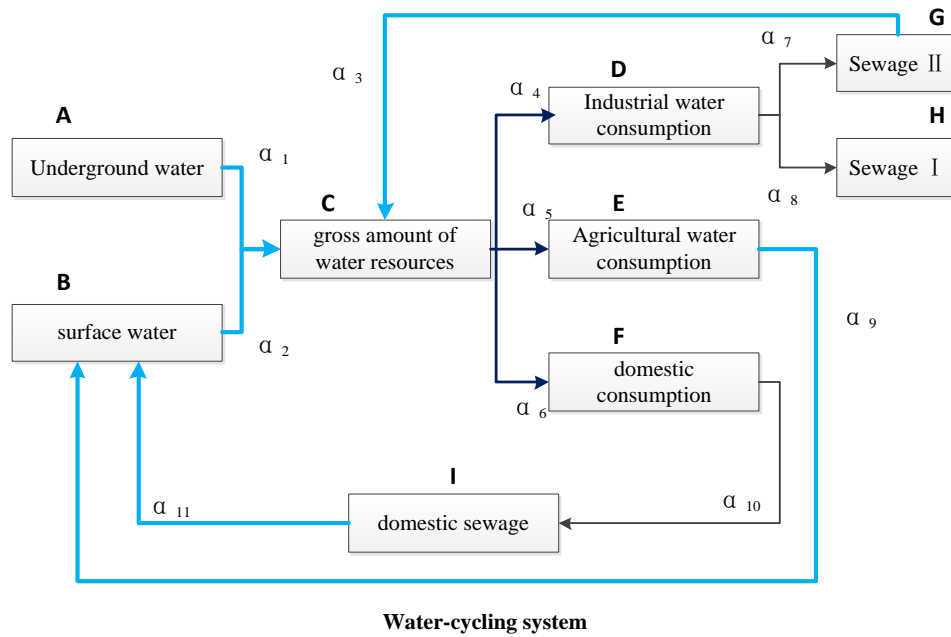 G
α 7
Sewage Ⅱ
α 3
D
α 4
Industrial water
consumption
H
A
Sewage Ⅰ
Underground water
α 1
α 8
C
α 5
E
gross amount of
water resources
Agricultural water
consumption
B
surface water
α 2
α 9
F
domestic
consumption
α 6
I
α 11
domestic sewage
α 10
Water-cycling system